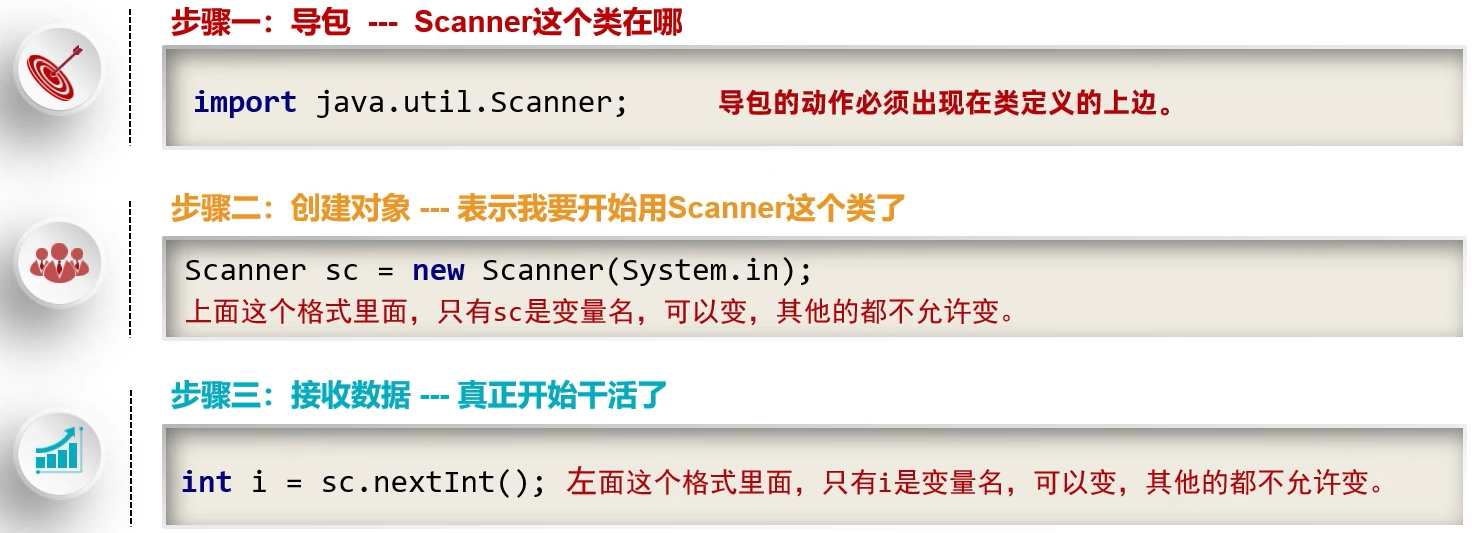 步骤一：导包 --- Scanner这个类在哪
import java.util.Scanner; 导包的动作必须出现在类定义的上边。
步骤二：创建对象 --- 表示我要开始用Scanner这个类了
Scanner sc = new Scanner(System.in);
上面这个格式里面，只有sc是变量名，可以变，其他的都不允许变。
步骤三：接收数据 --- 真正开始干活了
int i = sc.nextInt(); 左面这个格式里面，只有i是变量名，可以变，其他的都不允许变。